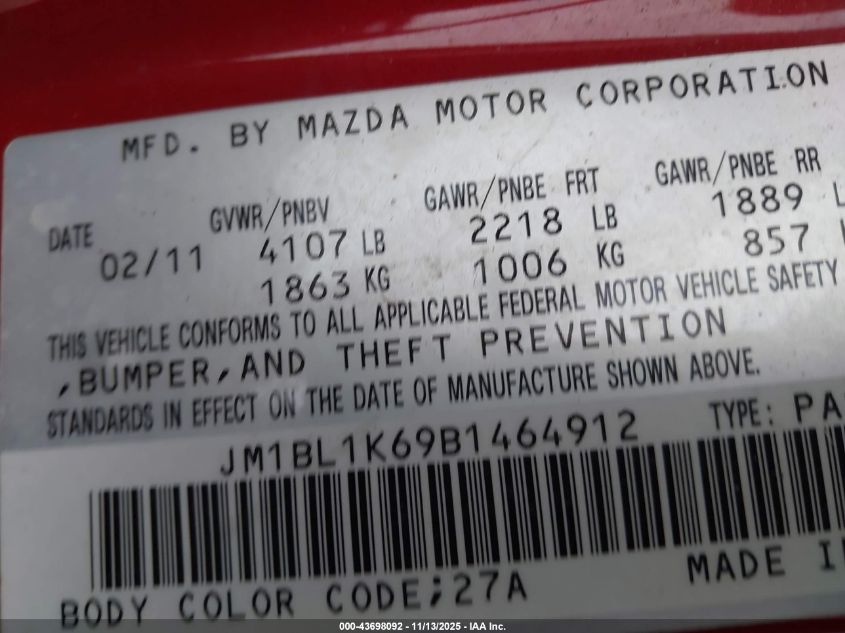 MFD. BY MAZDA MOTOR CORPORATION
DATE GVWR/PNBV GAWR/PNBE FRT GAWR/PNBE RR
02/11 4107 LB 2218 LB 1889
1863 KG 1006 KG 857
THIS VEHICLE CONFORMS TO ALL APPLICABLE FEDERAL MOTOR VEHICLE SAFETY
,BUMPER,AND THEFT PREVENTION
STANDARDS IN EFFECT ON THE DATE OF MANUFACTURE SHOWN ABOVE.
JM1BL1K69B1464912 TYPE: PA
BODY COLOR CODE;27A MADE
000-43698092 - 11/13/2025 - IAA Inc.